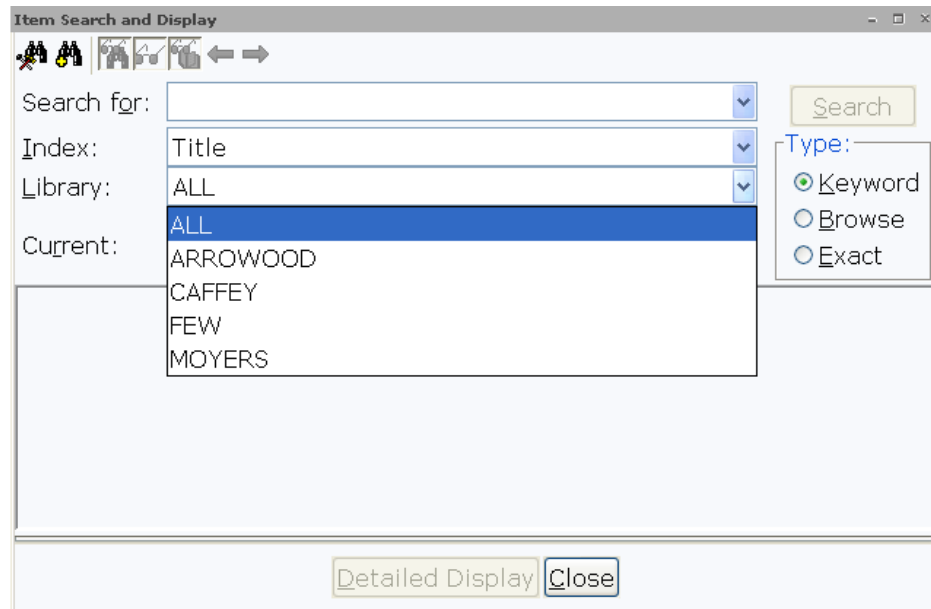 Item Search and Display
Search for:
Search
Index:
Title
Type:
Library:
ALL
Keyword
ALL
Browse
Current:
ARROWOOD
Exact
CAFFEY
FEW
MOYERS
Detailed Display
Close